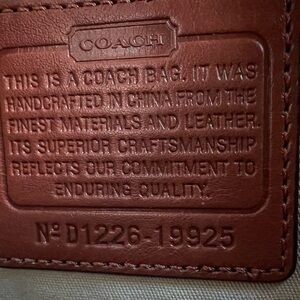 COACH
THIS IS A COACH BAG. IT WAS
HANDCRAFTED IN CHINA FROM THE
FINEST MATERIALS AND LEATHER.
ITS SUPERIOR CRAFTSMANSHIP
REFLECTS OUR COMMITMENT TO
ENDURING QUALITY.
Nº D1226-19925